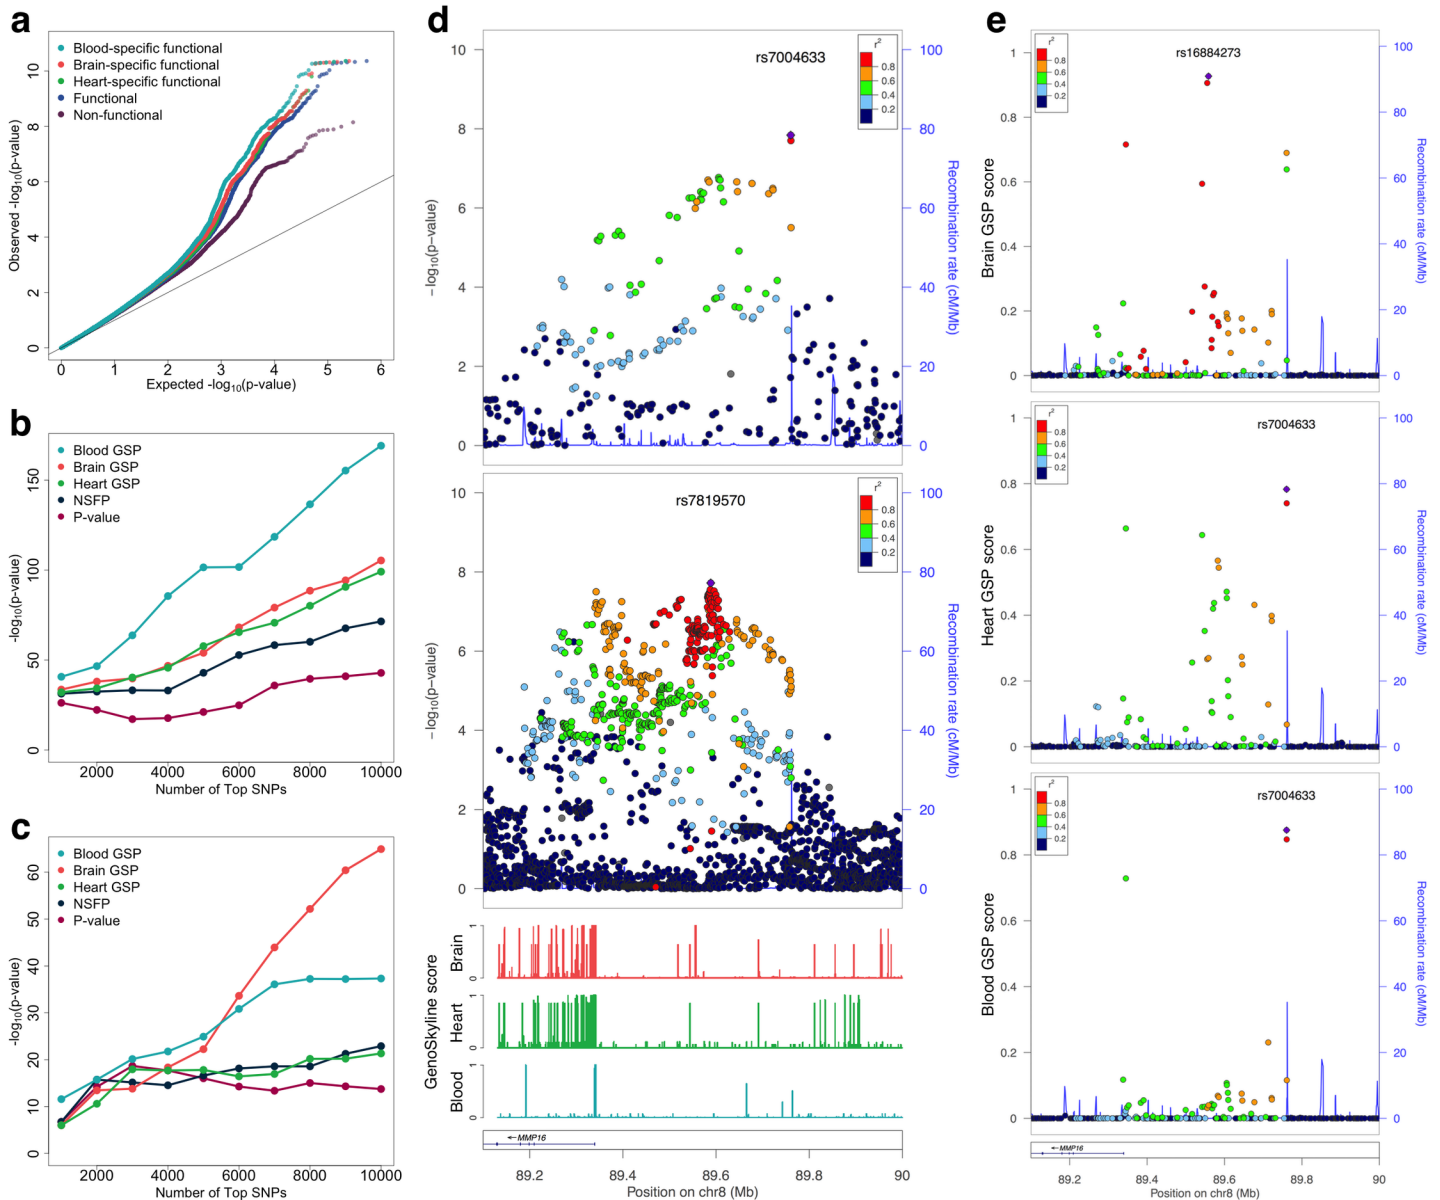 a
Blood-specific functional
Brain-specific functional
Heart-specific functional
Functional
Non-functional
Observed -log10(p-value)
0
2
4
6
8
10
0 1 2 3 4 5 6
Expected -log10(p-value)
b
Blood GSP
Brain GSP
Heart GSP
NSFP
P-value
-log10(p-value)
0
50
100
150
2000 4000 6000 8000 10000
Number of Top SNPs
c
Blood GSP
Brain GSP
Heart GSP
NSFP
P-value
-log10(p-value)
0
10
20
30
40
50
60
2000 4000 6000 8000 10000
Number of Top SNPs
d
rs7004633
r2
0.8
0.6
0.4
0.2
− log10(p−value)
10
8
6
4
2
0
Recombination rate (cM/Mb)
100
80
60
40
20
0
rs7819570
r2
0.8
0.6
0.4
0.2
− log10(p−value)
10
8
6
4
2
0
Recombination rate (cM/Mb)
100
80
60
40
20
0
GenoSkyline score
Brain
1
0
Heart
1
0
Blood
1
0
←MMP16
89.2 89.4 89.6 89.8 90
Position on chr8 (Mb)
e
rs16884273
r2
0.8
0.6
0.4
0.2
Brain GSP score
1
0.8
0.6
0.4
0.2
0
Recombination rate (cM/Mb)
100
80
60
40
20
0
rs7004633
r2
0.8
0.6
0.4
0.2
Heart GSP score
1
0.8
0.6
0.4
0.2
0
Recombination rate (cM/Mb)
100
80
60
40
20
0
rs7004633
r2
0.8
0.6
0.4
0.2
Blood GSP score
1
0.8
0.6
0.4
0.2
0
Recombination rate (cM/Mb)
100
80
60
40
20
0
←MMP16
89.2 89.4 89.6 89.8 90
Position on chr8 (Mb)